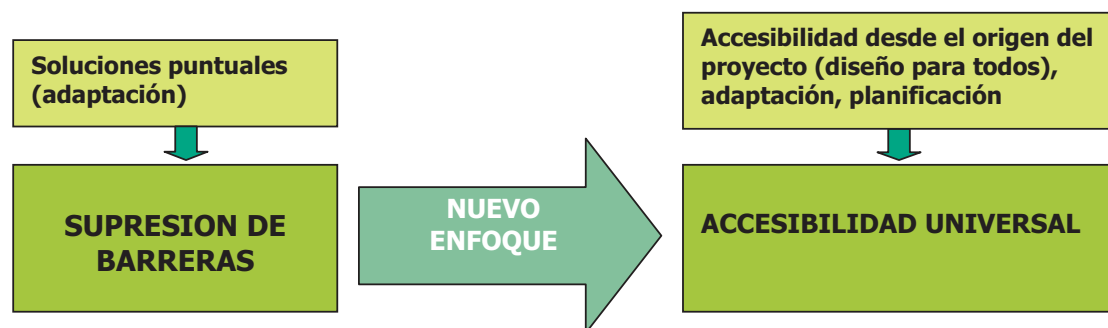 Soluciones puntuales
(adaptación)
SUPRESION DE
BARRERAS
NUEVO
ENFOQUE
Accesibilidad desde el origen del
proyecto (diseño para todos),
adaptación, planificación
ACCESIBILIDAD UNIVERSAL